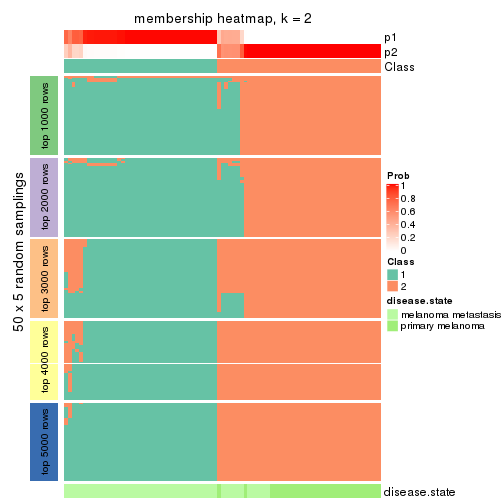 membership heatmap, k = 2
p1
p2
Class
50 x 5 random samplings
top 1000 rows
top 2000 rows
top 3000 rows
top 4000 rows
top 5000 rows
Prob
1
0.8
0.6
0.4
0.2
0
Class
1
2
disease.state
melanoma metastasis
primary melanoma
disease.state